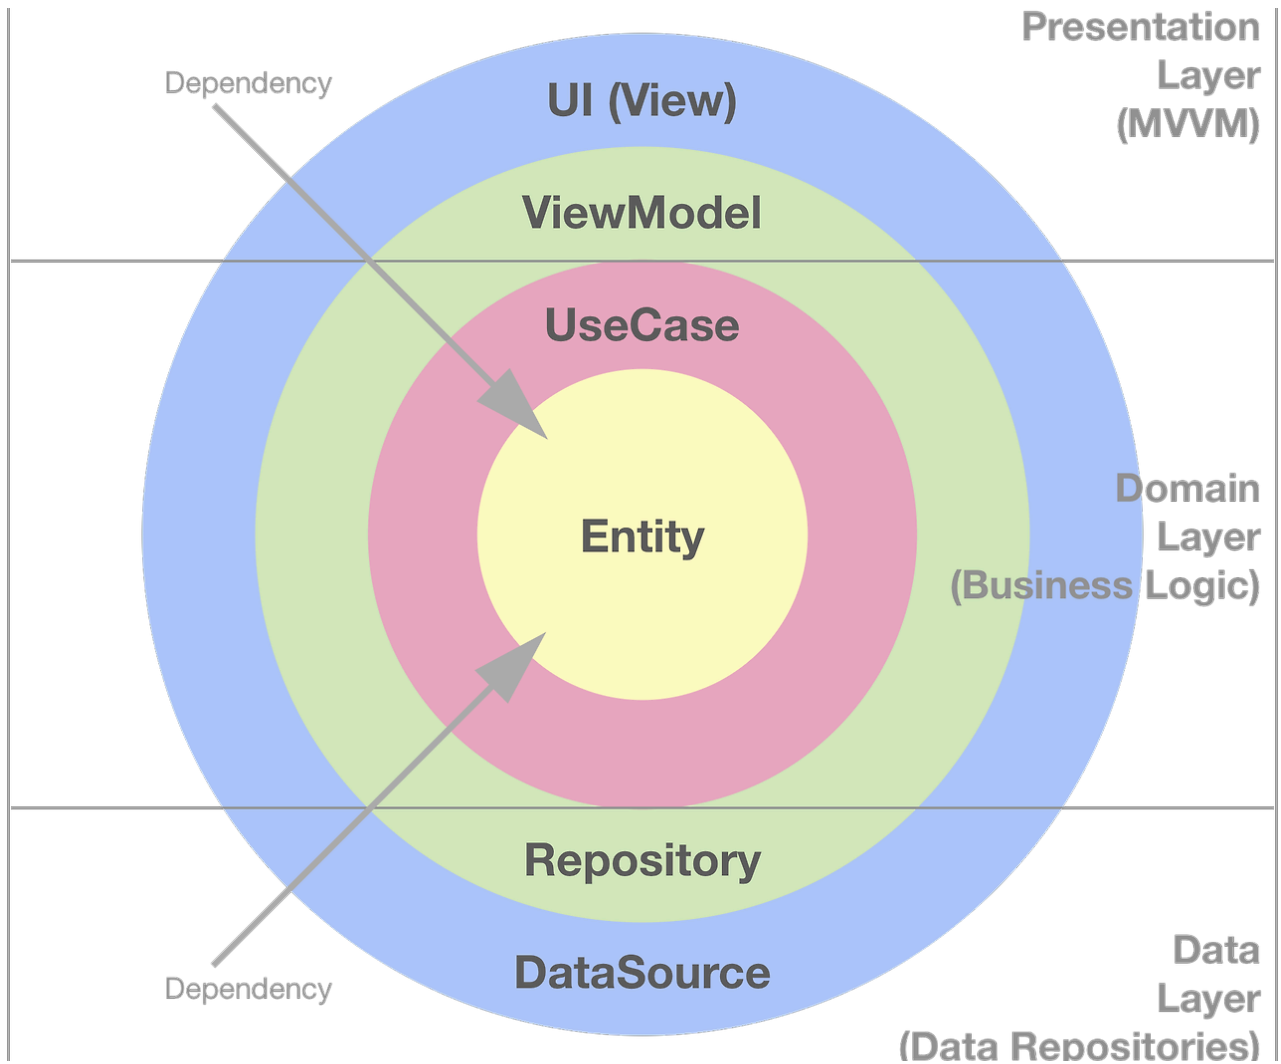 Presentation
Layer
(MVVM)
Dependency
UI (View)
ViewModel
UseCase
Domain
Layer
(Business Logic)
Entity
Repository
DataSource
Dependency
Data
Layer
(Data Repositories)